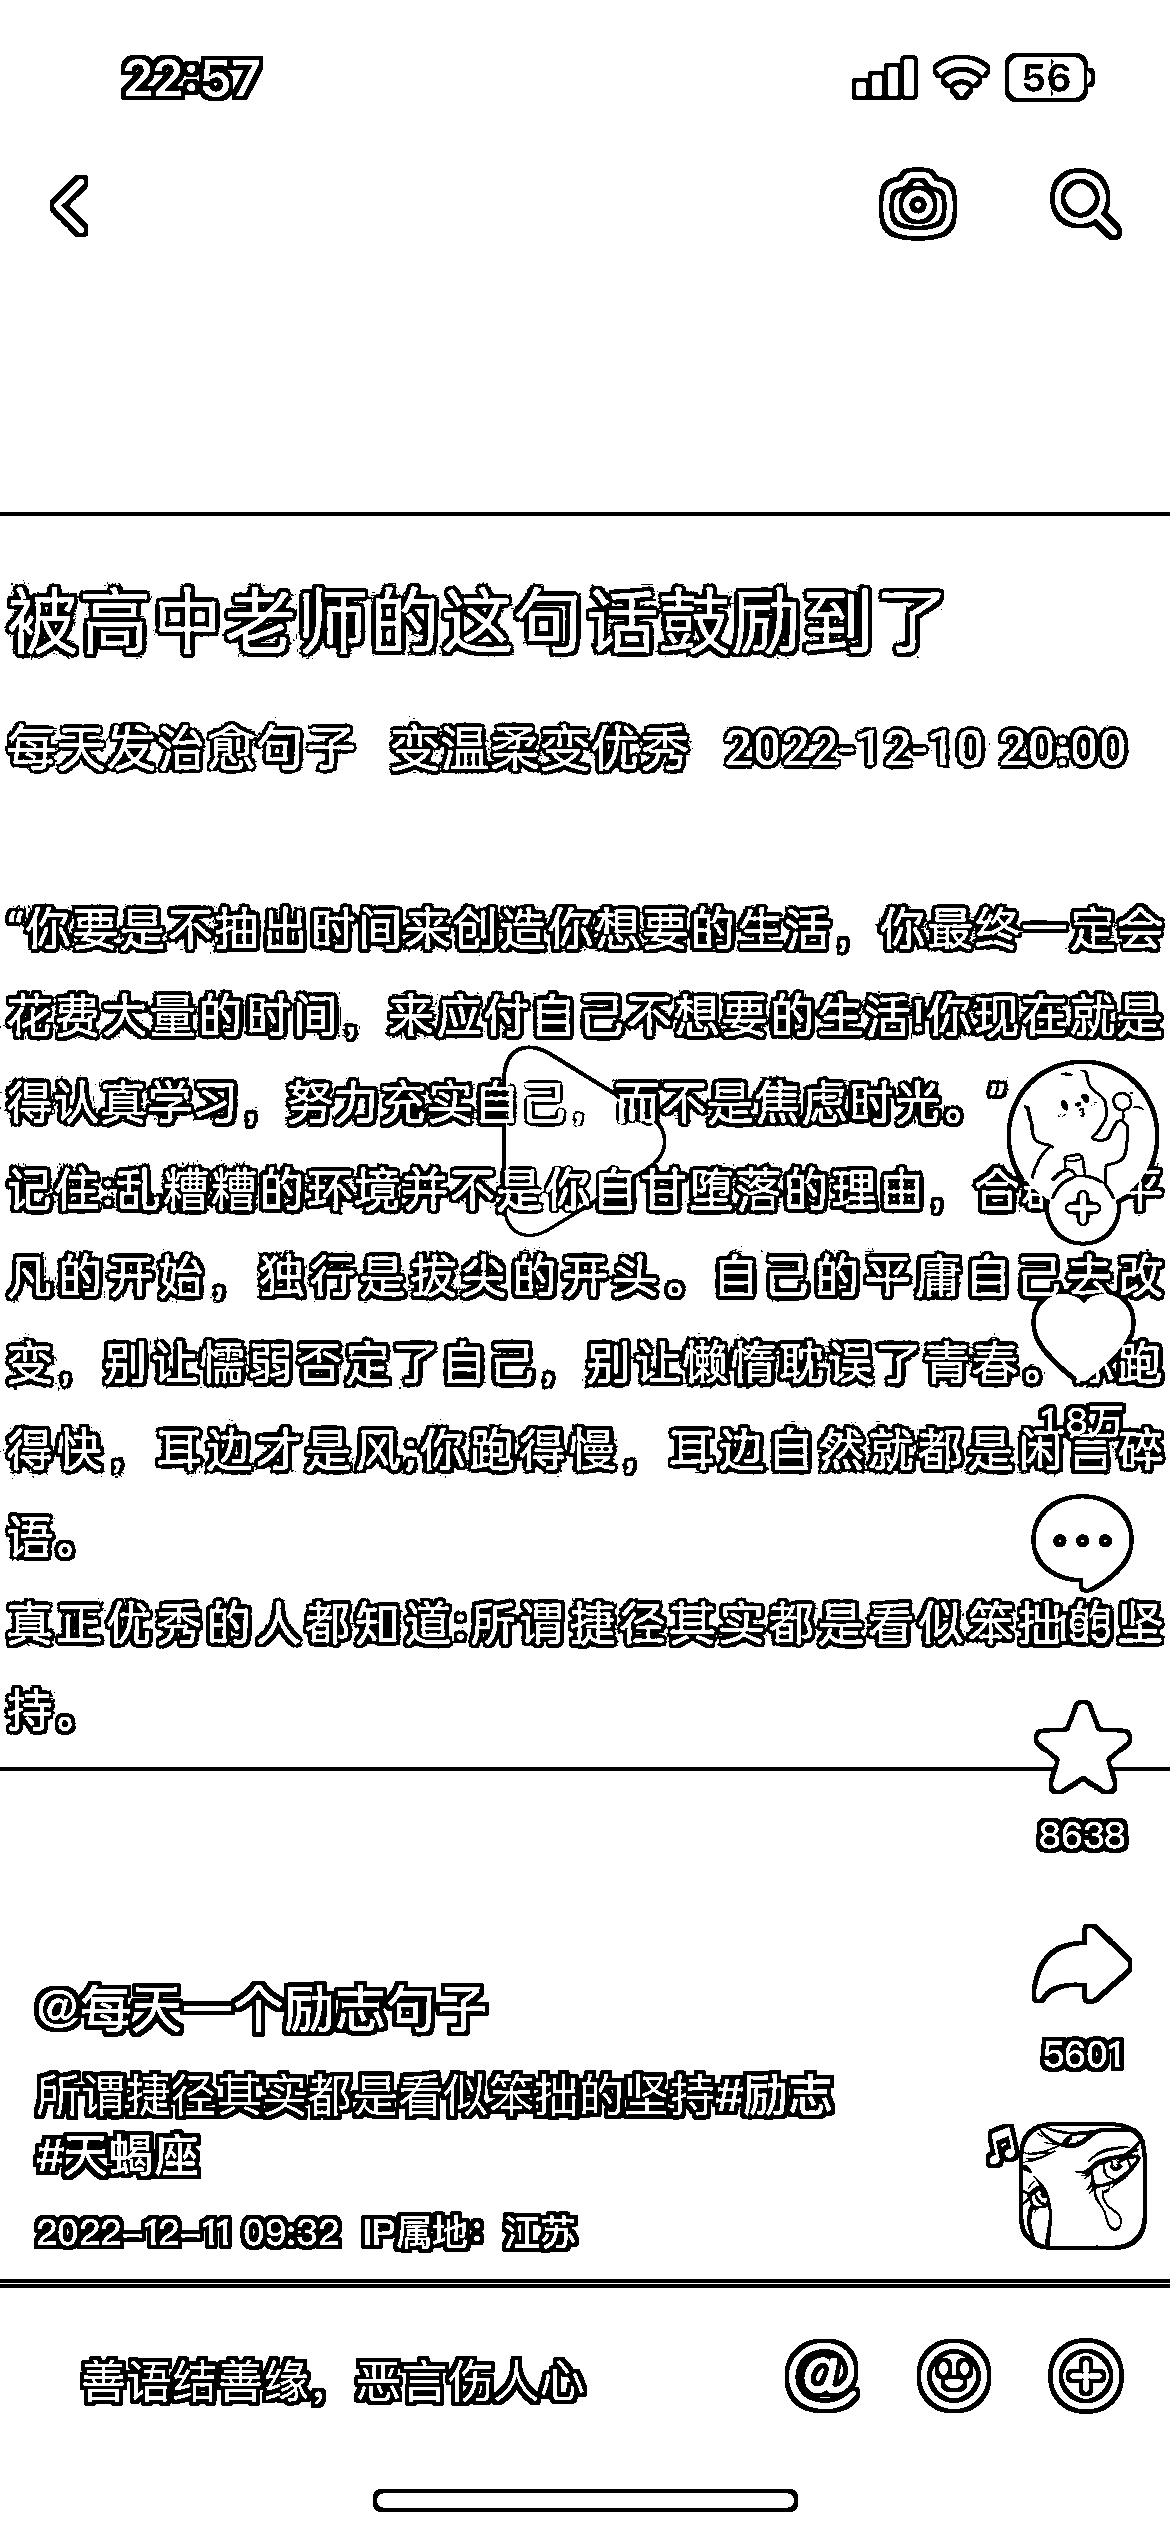 22:57
56
被高中老师的这句话鼓励到了
每天发治愈句子 变温柔变优秀 2022-12-10 20:00
“你要是不抽出时间来创造你想要的生活，你最终一定会
花费大量的时间，来应付自己不想要的生活!你现在就是
得认真学习，努力充实自己，而不是焦虑时光。”
记住:乱糟糟的环境并不是你自甘堕落的理由，合 平
凡的开始，独行是拔尖的开头。自己的平庸自己去改
变，别让懦弱否定了自己，别让懒惰耽误了青春。 跑
1.8万
得快，耳边才是风;你跑得慢，耳边自然就都是闲言碎
语。
真正优秀的人都知道:所谓捷径其实都是看似笨拙的坚
195
持。
8638
5601
@每天一个励志句子
所谓捷径其实都是看似笨拙的坚持#励志
#天蝎座
2022-12-11 09:32 IP属地：江苏
善语结善缘，恶言伤人心